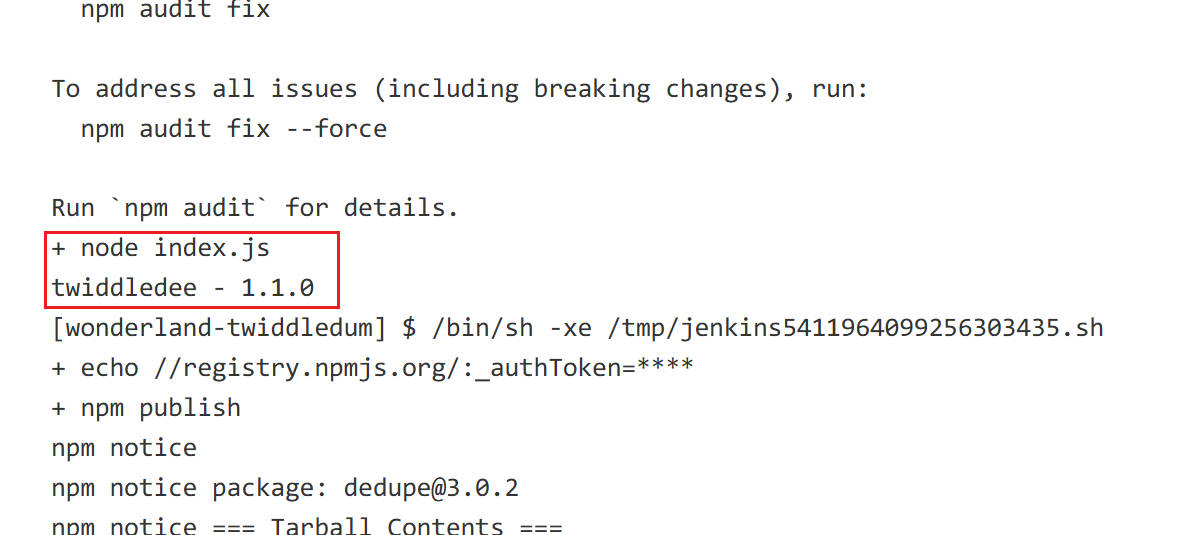 npm audit fix
To address all issues (including breaking changes), run:
npm audit fix --force
Run `npm audit` for details.
+ node index.js
twiddledee - 1.1.0
[wonderland-twiddledum] $ /bin/sh -xe /tmp/jenkins5411964099256303435.sh
+ echo //registry.npmjs.org/:_authToken=****
+ npm publish
npm notice
npm notice package: dedupe@3.0.2
npm notice === Tarball Contents ===